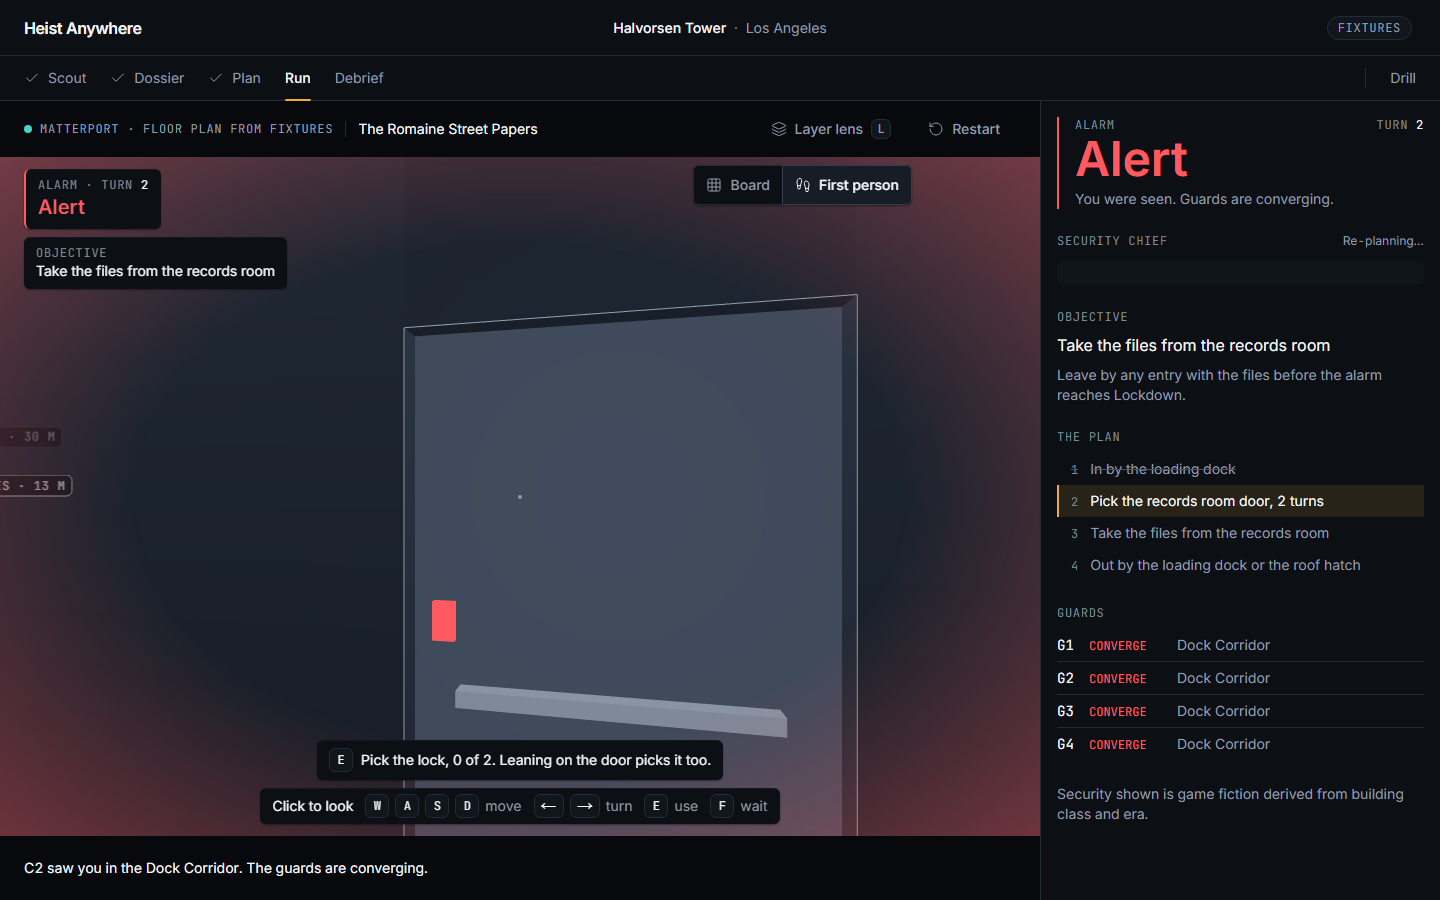 Heist Anywhere
Halvorsen Tower · Los Angeles
FIXTURES
Scout
Dossier
Plan
Run
Debrief
Drill
MATTERPORT · FLOOR PLAN FROM FIXTURES
The Romaine Street Papers
Layer lens L
Restart
ALARM · TURN 2
Alert
Board
First person
OBJECTIVE
Take the files from the records room
· 30 M
· 13 M
E Pick the lock, 0 of 2. Leaning on the door picks it too.
Click to look W A S D move ← → turn E use F wait
C2 saw you in the Dock Corridor. The guards are converging.
ALARM
TURN 2
Alert
You were seen. Guards are converging.
SECURITY CHIEF
Re-planning…
OBJECTIVE
Take the files from the records room
Leave by any entry with the files before the alarm
reaches Lockdown.
THE PLAN
1 In by the loading dock
2 Pick the records room door, 2 turns
3 Take the files from the records room
4 Out by the loading dock or the roof hatch
GUARDS
G1 CONVERGE Dock Corridor
G2 CONVERGE Dock Corridor
G3 CONVERGE Dock Corridor
G4 CONVERGE Dock Corridor
Security shown is game fiction derived from building
class and era.